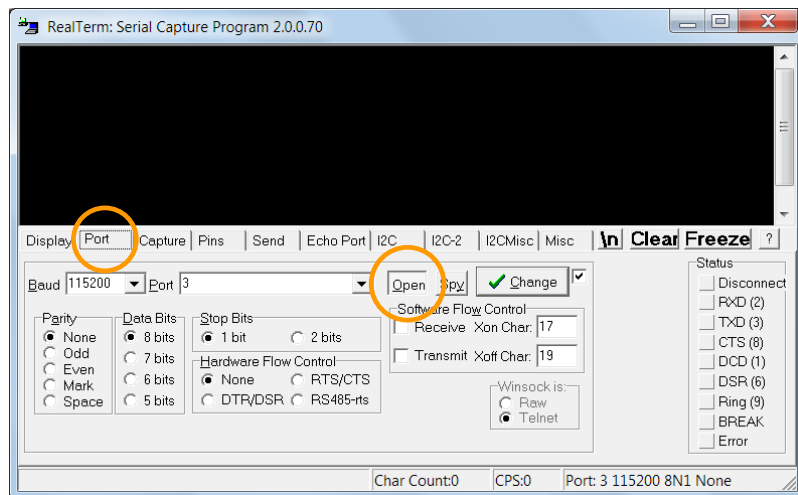 RealTerm: Serial Capture Program 2.0.0.70
Display Port Capture Pins Send Echo Port I2C I2C-2 I2CMisc Misc \n Clear Freeze ?
Baud 115200 Port 3 Open Spy Change
Status
Disconnect
RXD (2)
TXD (3)
CTS (8)
DCD (1)
DSR (6)
Ring (9)
BREAK
Error
Parity
None
Odd
Even
Mark
Space
Data Bits
8 bits
7 bits
6 bits
5 bits
Stop Bits
1 bit 2 bits
Hardware Flow Control
None RTS/CTS
DTR/DSR RS485-rts
Software Flow Control
Receive Xon Char: 17
Transmit Xoff Char: 19
Winsock is:
Raw
Telnet
Char Count:0 CPS:0 Port: 3 115200 8N1 None